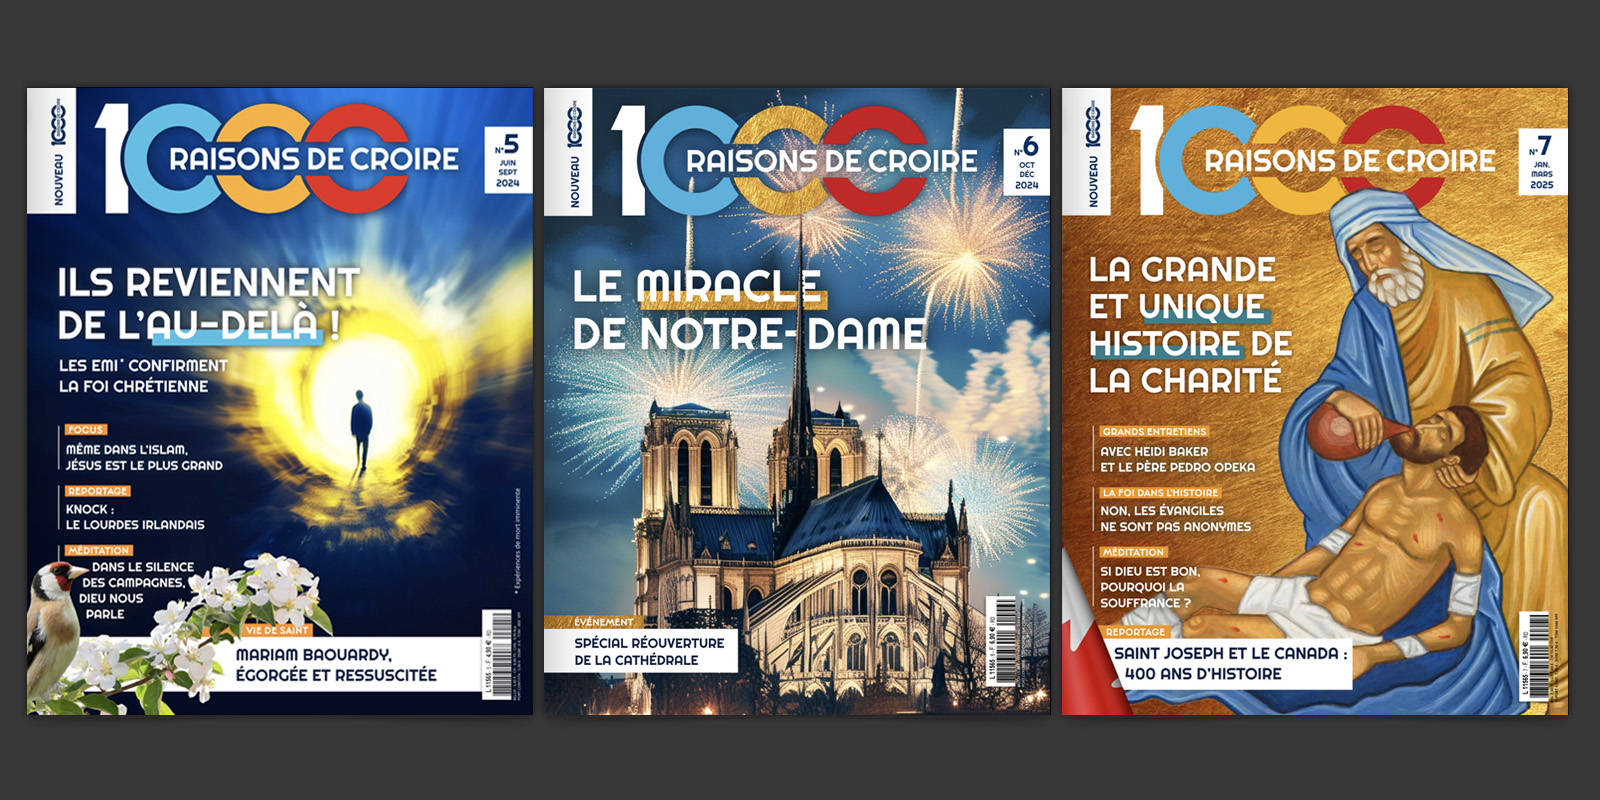 NOUVEAU 1000
1000
RAISONS DE CROIRE
N°5
JUIN
SEPT
2024
ILS REVIENNENT
DE L'AU-DELÀ !
LES EMI* CONFIRMENT
LA FOI CHRÉTIENNE
FOCUS
MÊME DANS L'ISLAM,
JÉSUS EST LE PLUS GRAND
REPORTAGE
KNOCK :
LE LOURDES IRLANDAIS
MÉDITATION
DANS LE SILENCE
DES CAMPAGNES,
DIEU NOUS
PARLE
VIE DE SAINT
MARIAM BAOUARDY,
ÉGORGÉE ET RESSUSCITÉE
* Expériences de mort imminente
NOUVEAU 1000
1000
RAISONS DE CROIRE
N°6
OCT
DÉC
2024
LE MIRACLE
DE NOTRE-DAME
ÉVÉNEMENT
SPÉCIAL RÉOUVERTURE
DE LA CATHÉDRALE
NOUVEAU 1000
1000
RAISONS DE CROIRE
N°7
JAN.
MARS
2025
LA GRANDE
ET UNIQUE
HISTOIRE DE
LA CHARITÉ
GRANDS ENTRETIENS
AVEC HEIDI BAKER
ET LE PÈRE PEDRO OPEKA
LA FOI DANS L'HISTOIRE
NON, LES ÉVANGILES
NE SONT PAS ANONYMES
MÉDITATION
SI DIEU EST BON,
POURQUOI LA
SOUFFRANCE ?
REPORTAGE
SAINT JOSEPH ET LE CANADA :
400 ANS D'HISTOIRE